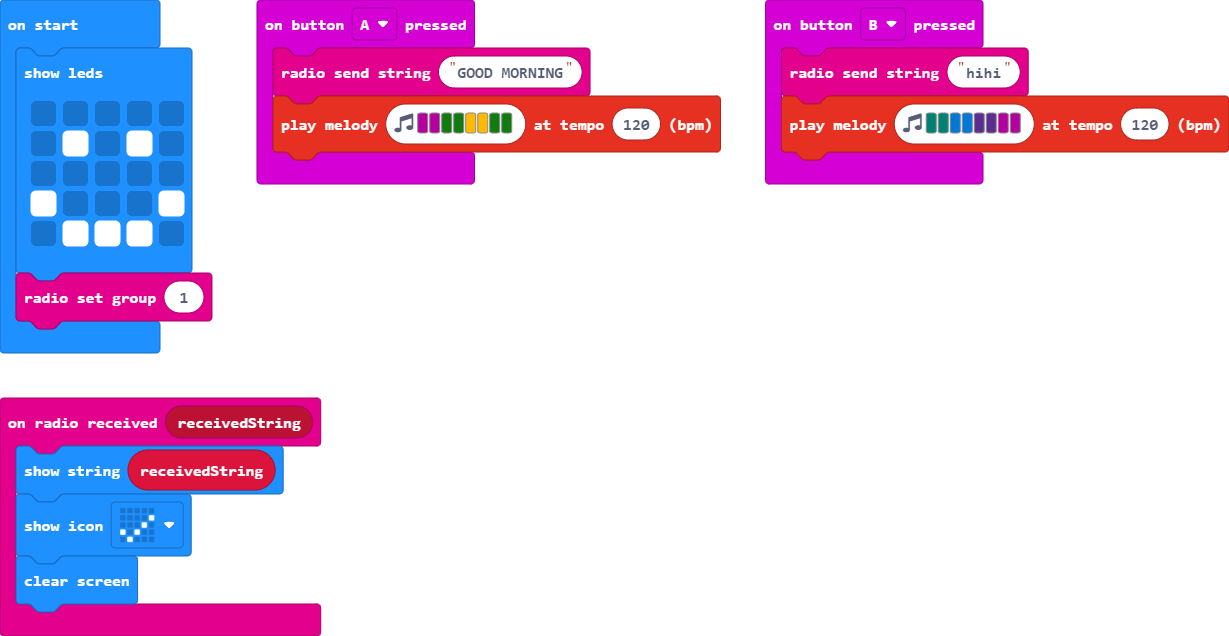 on start
show leds
radio set group 1
on button A pressed
radio send string "GOOD MORNING"
play melody at tempo 120 (bpm)
on button B pressed
radio send string "hihi"
play melody at tempo 120 (bpm)
on radio received receivedString
show string receivedString
show icon
clear screen